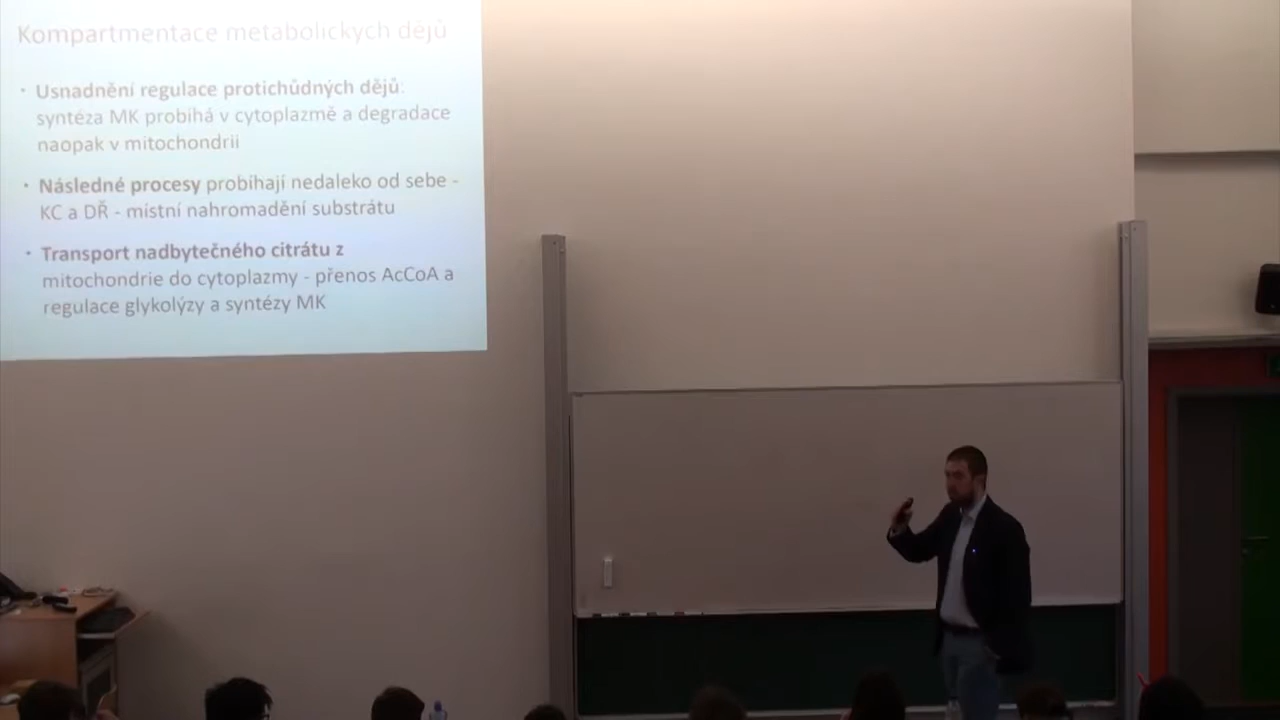 Kompartmentace metabolických dějů
• Usnadnění regulace protichůdných dějů:
syntéza MK probíhá v cytoplazmě a degradace
naopak v mitochondrii
• Následné procesy probíhají nedaleko od sebe -
KC a DŘ - místní nahromadění substrátu
• Transport nadbytečného citrátu z
mitochondrie do cytoplazmy - přenos AcCoA a
regulace glykolýzy a syntézy MK